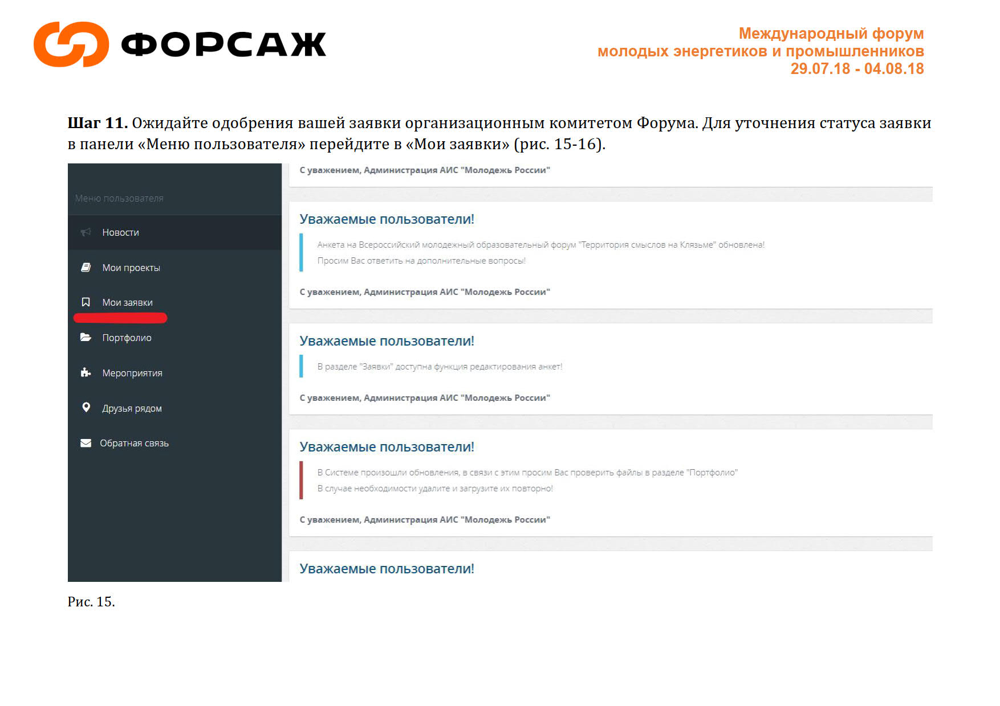 ФОРСАЖ
Международный форум
молодых энергетиков и промышленников
29.07.18 - 04.08.18
Шаг 11. Ожидайте одобрения вашей заявки организационным комитетом Форума. Для уточнения статуса заявки
в панели «Меню пользователя» перейдите в «Мои заявки» (рис. 15-16).
Меню пользователя
Новости
Мои проекты
Мои заявки
Портфолио
Мероприятия
Друзья рядом
Обратная связь
С уважением, Администрация АИС "Молодежь России"
Уважаемые пользователи!
Анкета на Всероссийский молодежный образовательный форум "Территория смыслов на Клязьме" обновлена!
Просим Вас ответить на дополнительные вопросы!
С уважением, Администрация АИС "Молодежь России"
Уважаемые пользователи!
В разделе "Заявки" доступна функция редактирования анкет!
С уважением, Администрация АИС "Молодежь России"
Уважаемые пользователи!
В Системе произошли обновления, в связи с этим просим Вас проверить файлы в разделе "Портфолио"
В случае необходимости удалите и загрузите их повторно!
С уважением, Администрация АИС "Молодежь России"
Уважаемые пользователи!
Рис. 15.